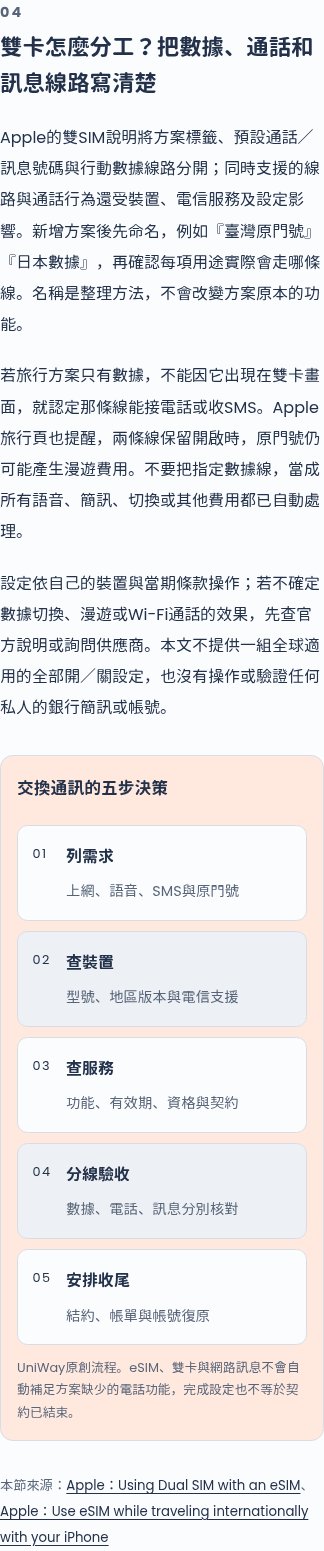 04
雙卡怎麼分工？把數據、通話和
訊息線路寫清楚
Apple的雙SIM說明將方案標籤、預設通話／
訊息號碼與行動數據線路分開；同時支援的線
路與通話行為還受裝置、電信服務及設定影
響。新增方案後先命名，例如『臺灣原門號』
『日本數據』，再確認每項用途實際會走哪條
線。名稱是整理方法，不會改變方案原本的功
能。
若旅行方案只有數據，不能因它出現在雙卡畫
面，就認定那條線能接電話或收SMS。Apple
旅行頁也提醒，兩條線保留開啟時，原門號仍
可能產生漫遊費用。不要把指定數據線，當成
所有語音、簡訊、切換或其他費用都已自動處
理。
設定依自己的裝置與當期條款操作；若不確定
數據切換、漫遊或Wi-Fi通話的效果，先查官
方說明或詢問供應商。本文不提供一組全球適
用的全部開／關設定，也沒有操作或驗證任何
私人的銀行簡訊或帳號。
交換通訊的五步決策
01 列需求
上網、語音、SMS與原門號
02 查裝置
型號、地區版本與電信支援
03 查服務
功能、有效期、資格與契約
04 分線驗收
數據、電話、訊息分別核對
05 安排收尾
結約、帳單與帳號復原
UniWay原創流程。eSIM、雙卡與網路訊息不會自
動補足方案缺少的電話功能，完成設定也不等於契
約已結束。
本節來源：Apple：Using Dual SIM with an eSIM、
Apple：Use eSIM while traveling internationally
with your iPhone